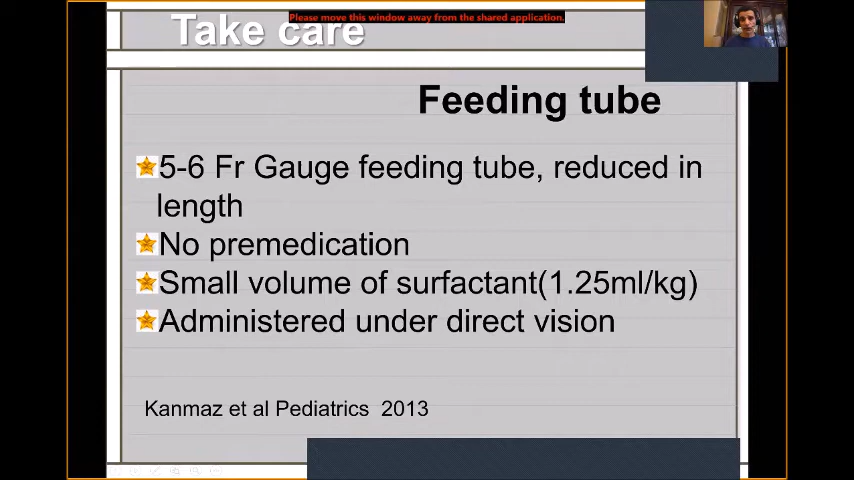 Please move this window away from the shared application.
Take care
Feeding tube
5-6 Fr Gauge feeding tube, reduced in
length
No premedication
Small volume of surfactant(1.25ml/kg)
Administered under direct vision
Kanmaz et al Pediatrics 2013